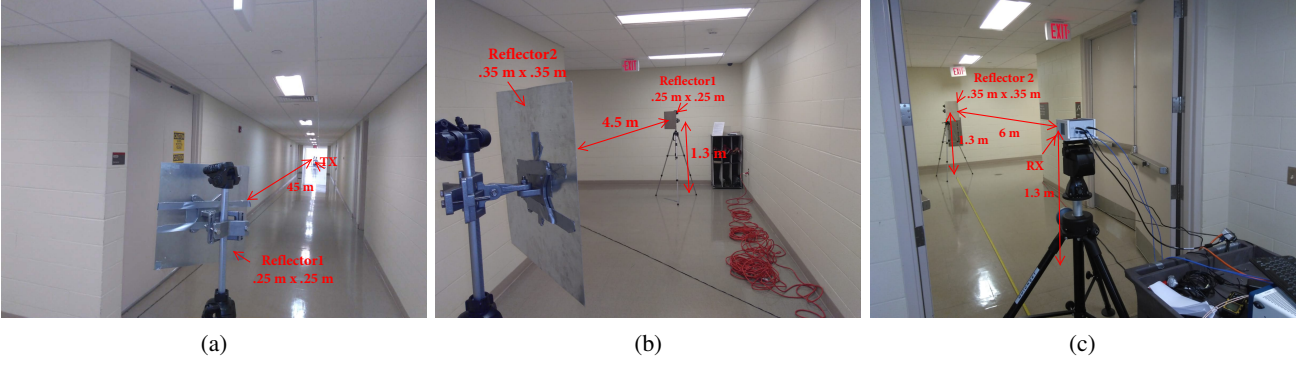 TX
45 m
Reflector1
.25 m x .25 m
(a)
Reflector2
.35 m x .35 m
EXIT
Reflector1
.25 m x .25 m
4.5 m
1.3 m
(b)
EXIT
EXIT
Reflector 2
.35 m x .35 m
6 m
1.3 m
RX
1.3 m
(c)